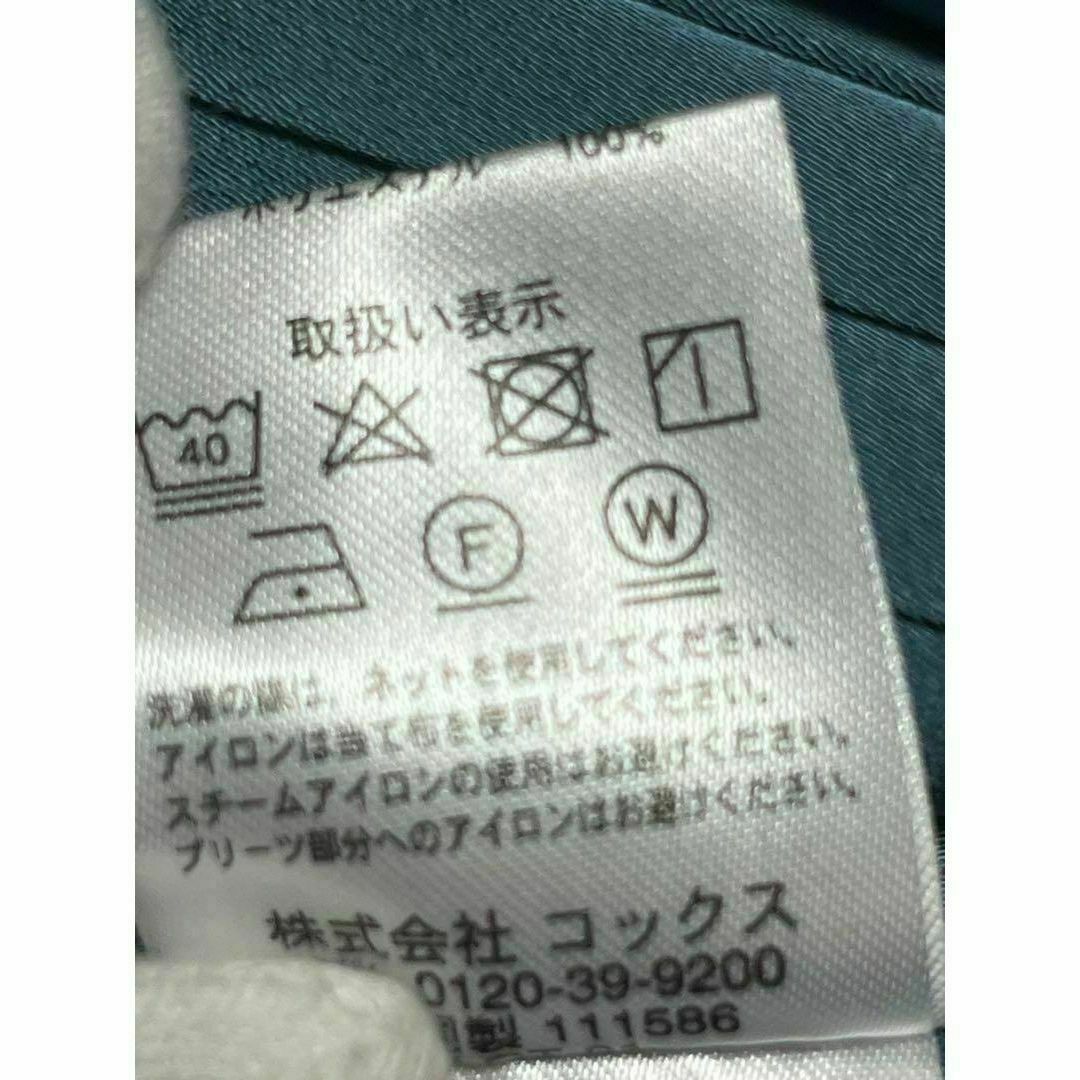 ポリエステル 100%
取扱い表示
40
F
W
洗濯の際は、ネットを使用してください。
アイロンは当て布を使用してください。
スチームアイロンの使用はお避けください。
プリーツ部分へのアイロンはお避けください。
株式会社 コックス
0120-39-9200
製 111586